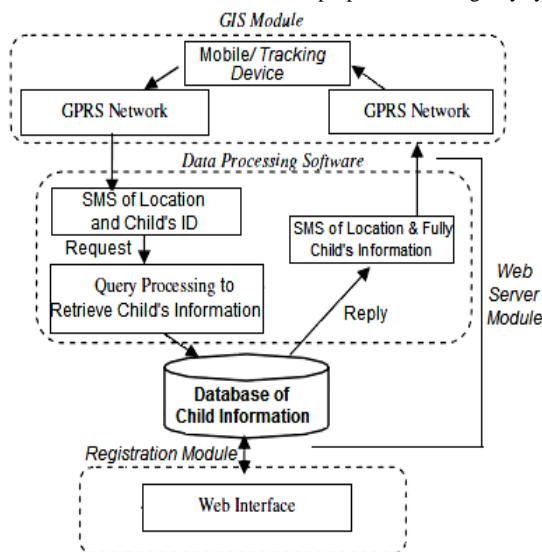 GIS Module
Mobile/ Tracking
Device
GPRS Network
GPRS Network
Data Processing Software
SMS of Location
and Child's ID
SMS of Location & Fully
Child's Information
Request
Query Processing to
Retrieve Child's Information
Reply
Web
Server
Module
Database of
Child Information
Registration Module
Web Interface